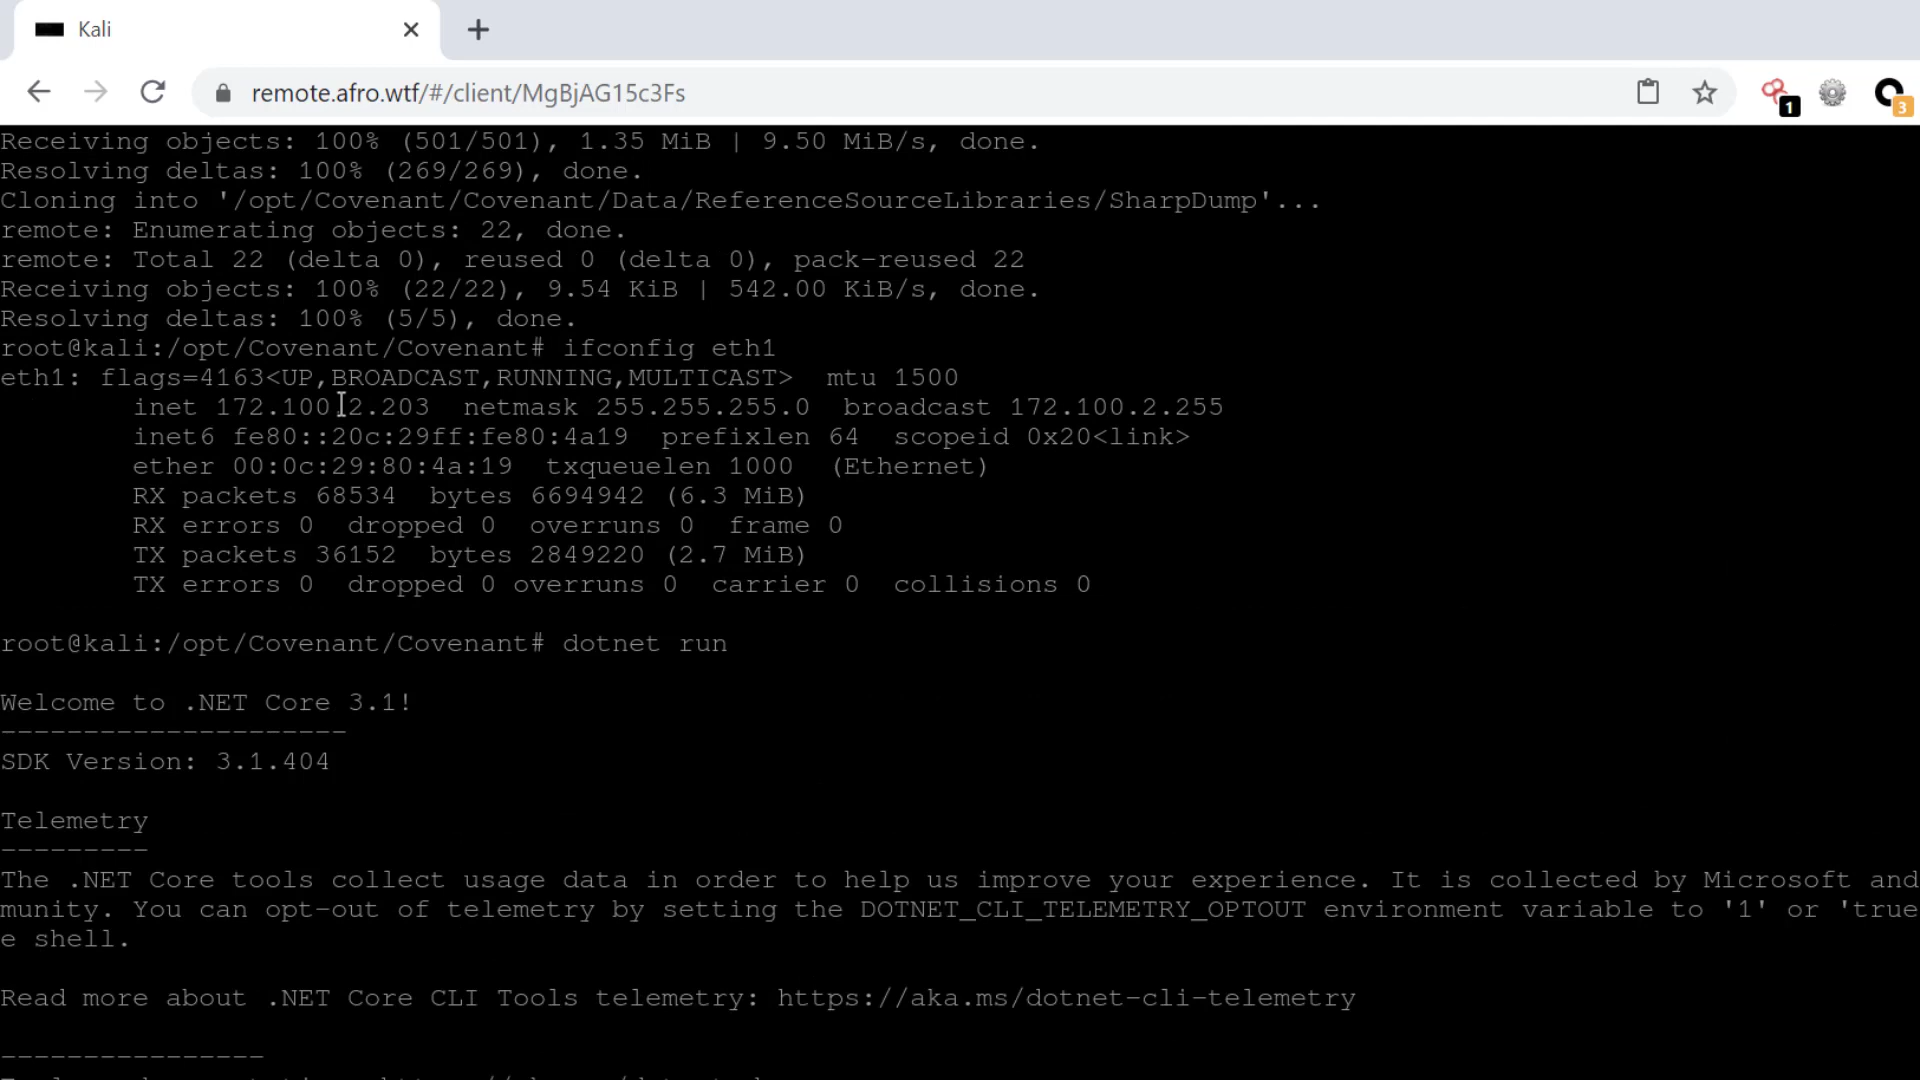 Kali
remote.afro.wtf/#/client/MgBjAG15c3Fs
1
3
Receiving objects: 100% (501/501), 1.35 MiB | 9.50 MiB/s, done.
Resolving deltas: 100% (269/269), done.
Cloning into '/opt/Covenant/Covenant/Data/ReferenceSourceLibraries/SharpDump'...
remote: Enumerating objects: 22, done.
remote: Total 22 (delta 0), reused 0 (delta 0), pack-reused 22
Receiving objects: 100% (22/22), 9.54 KiB | 542.00 KiB/s, done.
Resolving deltas: 100% (5/5), done.
root@kali:/opt/Covenant/Covenant# ifconfig eth1
eth1: flags=4163<UP,BROADCAST,RUNNING,MULTICAST>  mtu 1500
inet 172.100.2.203  netmask 255.255.255.0  broadcast 172.100.2.255
inet6 fe80::20c:29ff:fe80:4a19  prefixlen 64  scopeid 0x20<link>
ether 00:0c:29:80:4a:19  txqueuelen 1000  (Ethernet)
RX packets 68534  bytes 6694942 (6.3 MiB)
RX errors 0  dropped 0  overruns 0  frame 0
TX packets 36152  bytes 2849220 (2.7 MiB)
TX errors 0  dropped 0 overruns 0  carrier 0  collisions 0
root@kali:/opt/Covenant/Covenant# dotnet run
Welcome to .NET Core 3.1!
---------------------
SDK Version: 3.1.404
Telemetry
---------
The .NET Core tools collect usage data in order to help us improve your experience. It is collected by Microsoft and
munity. You can opt-out of telemetry by setting the DOTNET_CLI_TELEMETRY_OPTOUT environment variable to '1' or 'true
e shell.
Read more about .NET Core CLI Tools telemetry: https://aka.ms/dotnet-cli-telemetry
----------------